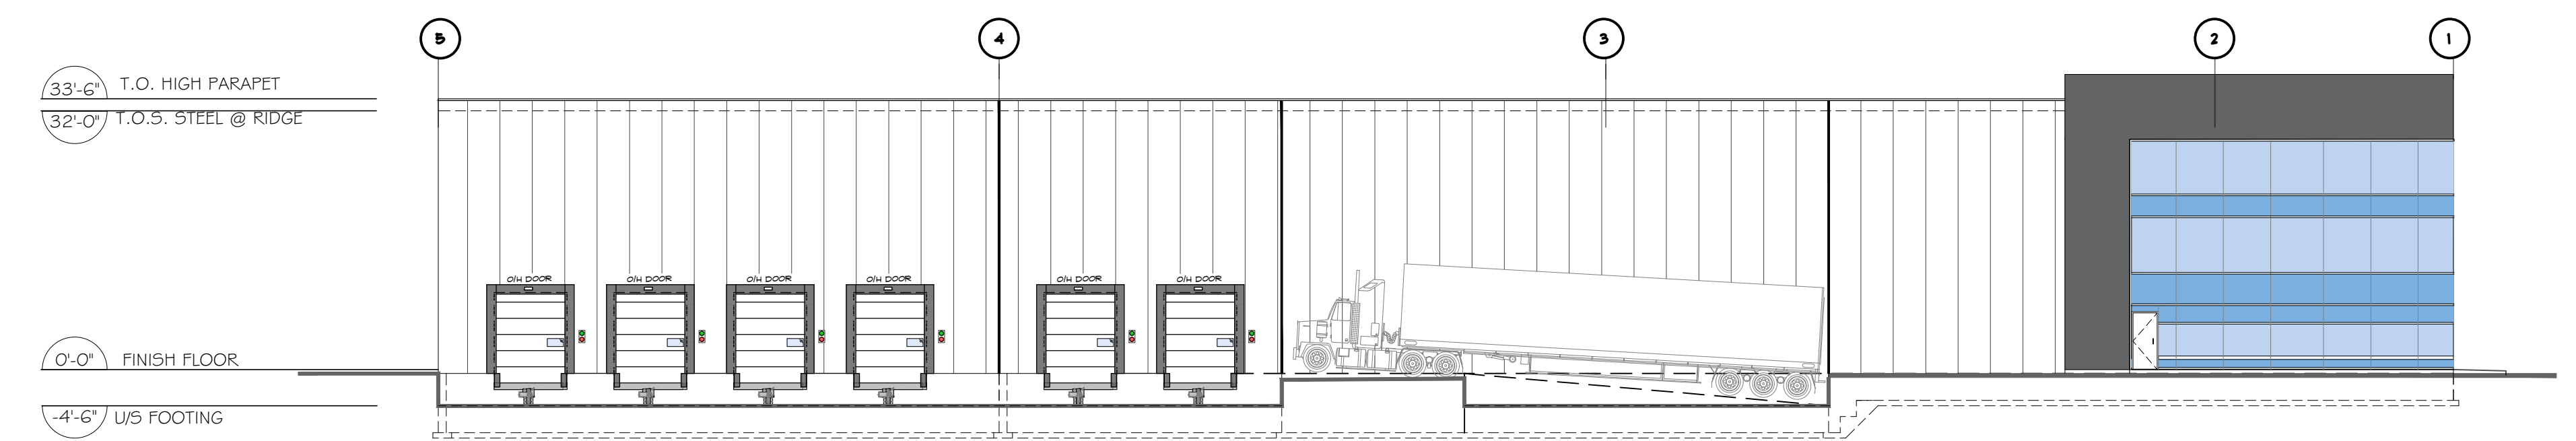 5 4 3 2 1
33'-6" T.O. HIGH PARAPET
32'-0" T.O.S. STEEL @ RIDGE
O/H DOOR O/H DOOR O/H DOOR O/H DOOR O/H DOOR O/H DOOR
0'-0" FINISH FLOOR
-4'-6" U/S FOOTING